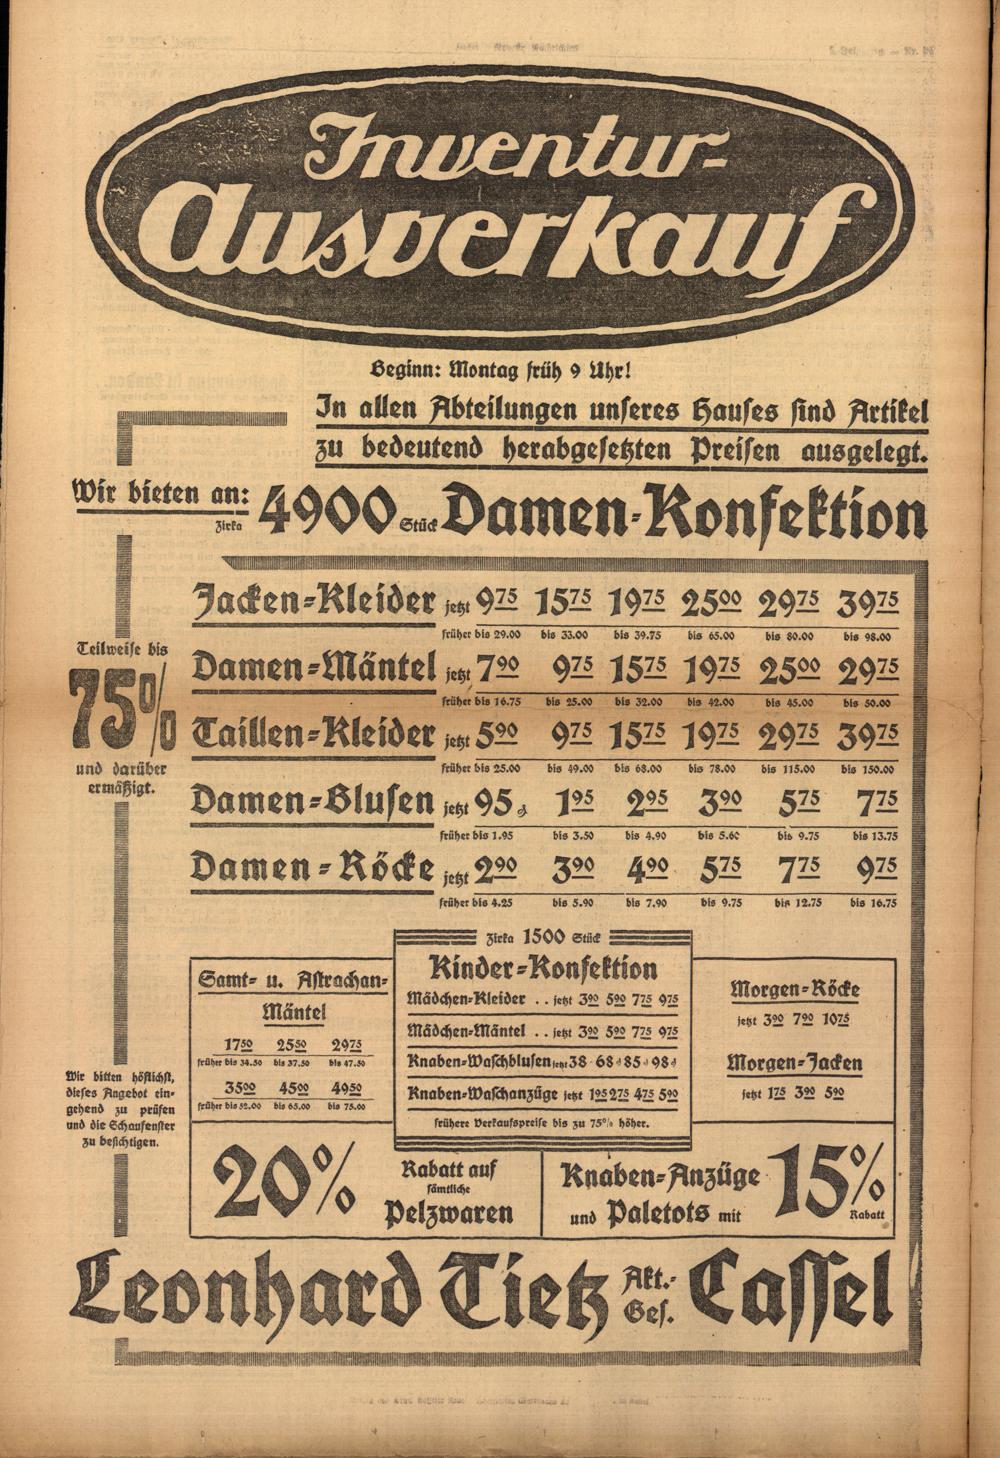 Inventur-
Ausverkauf
Beginn: Montag früh 9 Uhr!
In allen Abteilungen unseres Hauses sind Artikel
zu bedeutend herabgesetzten Preisen ausgelegt.
Wir bieten an:
Zirka 4900 Stück Damen-Konfektion
Jacken-Kleider jetzt 9 75 15 75 19 75 25 00 29 75 39 75
früher bis 29.00 bis 33.00 bis 39.75 bis 65.00 bis 80.00 bis 98.00
Damen-Mäntel jetzt 7 90 9 75 15 75 19 75 25 00 29 75
früher bis 16.75 bis 25.00 bis 32.00 bis 42.00 bis 45.00 bis 50.00
Taillen-Kleider jetzt 5 90 9 75 15 75 19 75 29 75 39 75
früher bis 25.00 bis 49.00 bis 68.00 bis 78.00 bis 115.00 bis 150.00
Damen-Blusen jetzt 95 ₰ 1 95 2 95 3 90 5 75 7 75
früher bis 1.95 bis 3.50 bis 4.90 bis 5.60 bis 9.75 bis 13.75
Damen-Röcke jetzt 2 90 3 90 4 90 5 75 7 75 9 75
früher bis 4.25 bis 5.90 bis 7.90 bis 9.75 bis 12.75 bis 16.75
Teilweise bis
75%
und darüber
ermäßigt.
Wir bitten höflichst,
dieses Angebot ein-
gehend zu prüfen
und die Schaufenster
zu besichtigen.
Samt- u. Astrachan-
Mäntel
17 50 25 50 29 75
früher bis 34.50 bis 37.50 bis 47.50
35 00 45 00 49 50
früher bis 52.00 bis 65.00 bis 75.00
Zirka 1500 Stück
Kinder-Konfektion
Mädchen-Kleider . . jetzt 3 90 5 90 7 75 9 75
Mädchen-Mäntel . . jetzt 3 90 5 90 7 75 9 75
Knaben-Waschblusen jetzt 38 ₰ 68 ₰ 85 ₰ 98 ₰
Knaben-Waschanzüge jetzt 1 95 2 75 4 75 5 90
frühere Verkaufspreise bis zu 75% höher.
Morgen-Röcke
jetzt 3 90 7 90 10 75
Morgen-Jacken
jetzt 1 75 3 90 5 90
20% Rabatt auf
sämtliche
Pelzwaren
Knaben-Anzüge
und Paletots mit 15%
Rabatt
Leonhard Tietz Akt.-
Ges. Cassel